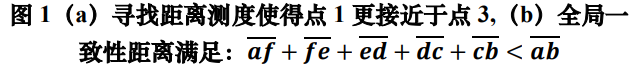 图 1（a）寻找距离测度使得点 1 更接近于点 3,（b）全局一
致性距离满足：$\overline{af} + \overline{fe} + \overline{ed} + \overline{dc} + \overline{cb} < \overline{ab}$